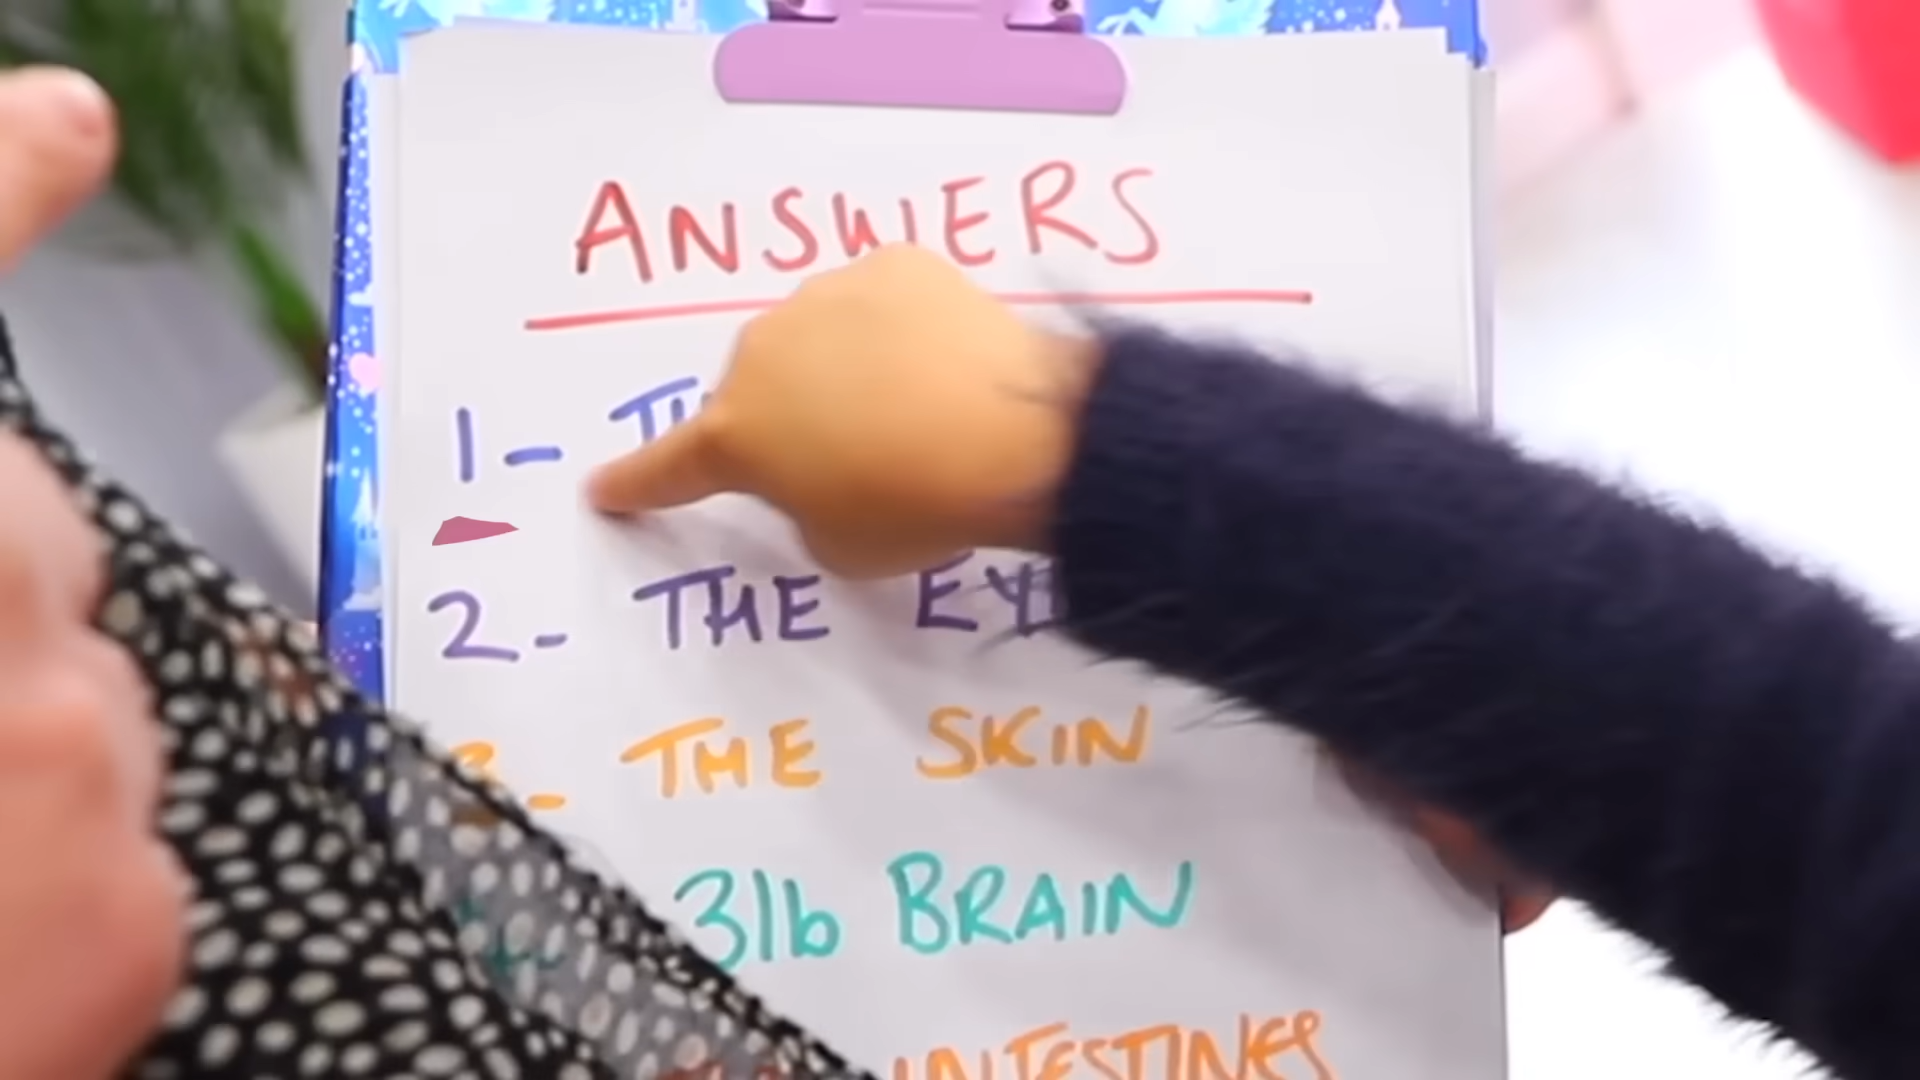 ANSWERS
1-
2- THE
3- THE SKIN
3lb BRAIN
INTESTINES